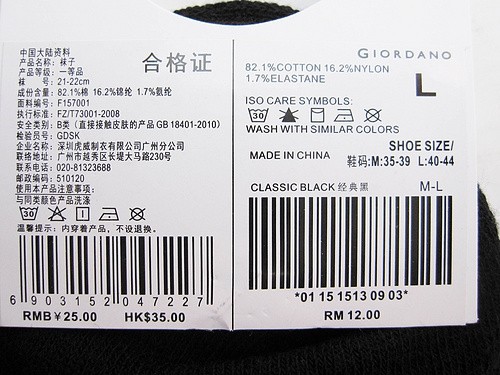 中国大陆资料
产品名称: 袜子
产品等级: 一等品
袜 号: 21-22cm
成份含量: 82.1%棉 16.2%锦纶 1.7%氨纶
面料编号: F157001
执行标准: FZ/T73001-2008
安全类别: B类（直接接触皮肤的产品 GB 18401-2010）
检验员号: GDSK
企业名称: 深圳虎威制衣有限公司广州分公司
联络地址: 广州市越秀区长堤大马路230号
联系电话: 020-81323688
邮政编码: 510120
使用本产品注意事项:
与同类颜色产品洗涤
30
温馨提示: 内穿着产品，不设退换。
6 903152 047227
RMB¥25.00 HK$35.00
合格证
GIORDANO
82.1%COTTON 16.2%NYLON
1.7%ELASTANE
L
ISO CARE SYMBOLS:
30
WASH WITH SIMILAR COLORS
SHOE SIZE/
MADE IN CHINA 鞋码:M:35-39 L:40-44
CLASSIC BLACK 经典黑 M-L
*01 15 1513 09 03*
RM 12.00